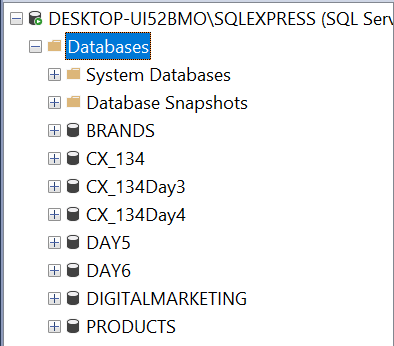 DESKTOP-UI52BMO\SQLEXPRESS (SQL Serv
Databases
System Databases
Database Snapshots
BRANDS
CX_134
CX_134Day3
CX_134Day4
DAY5
DAY6
DIGITALMARKETING
PRODUCTS